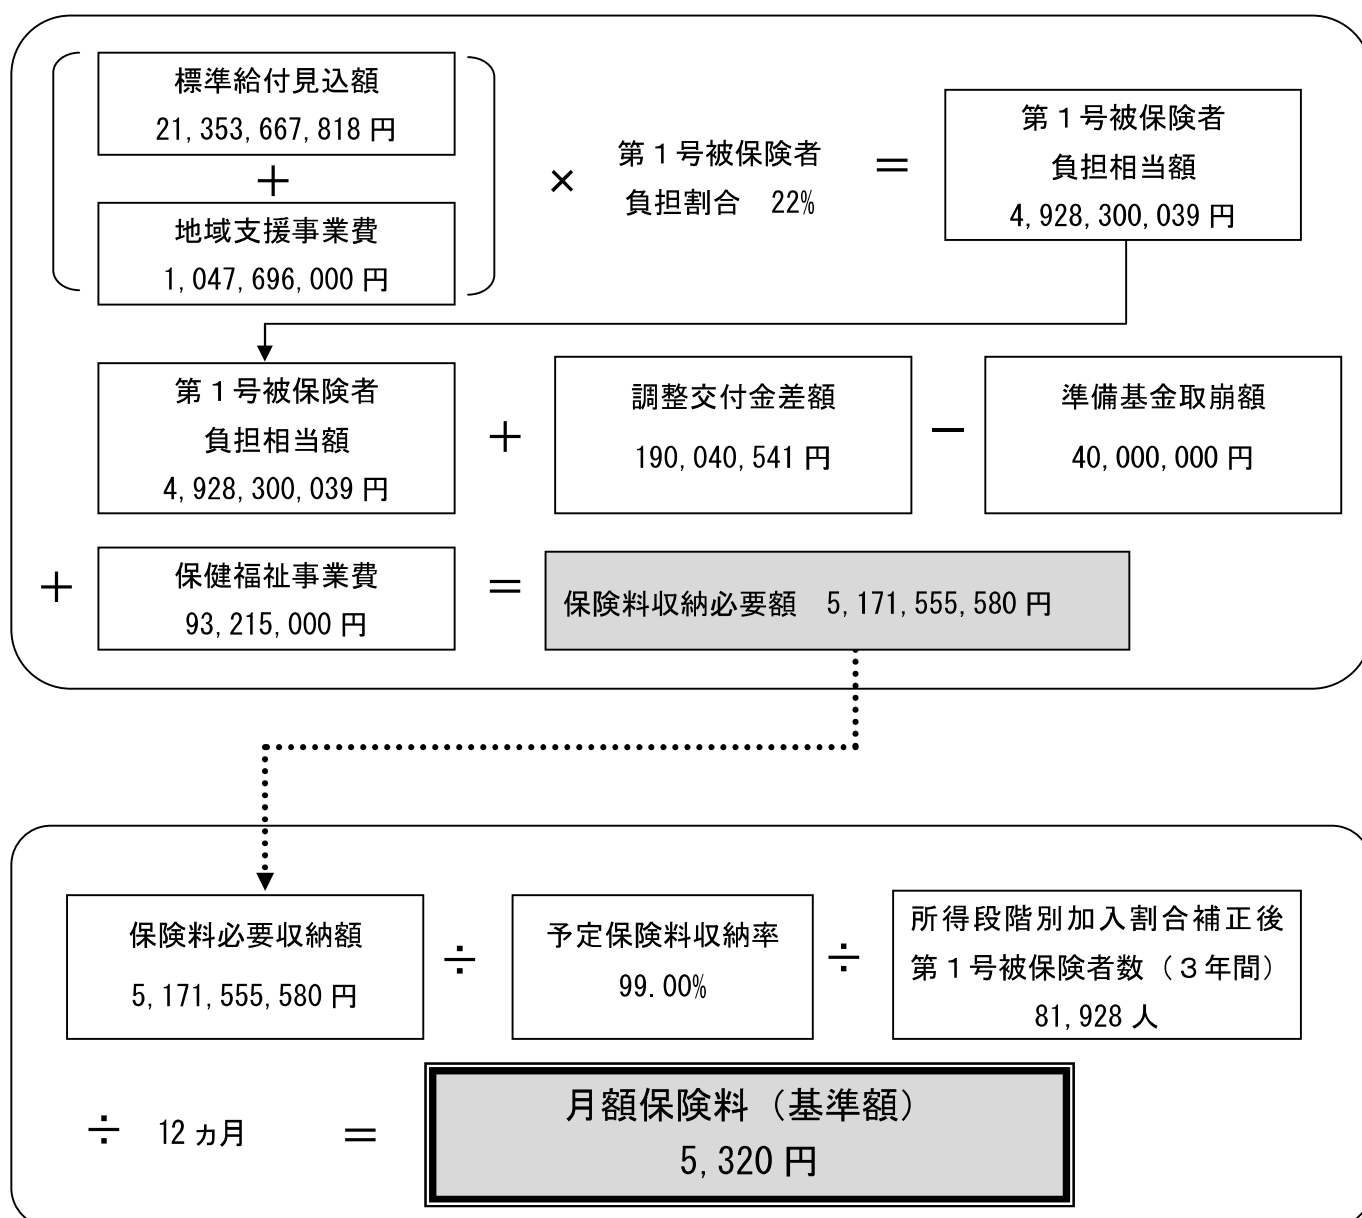 標準給付見込額
21,353,667,818 円
＋
地域支援事業費
1,047,696,000 円
×
第１号被保険者
負担割合　22%
＝
第１号被保険者
負担相当額
4,928,300,039 円
第１号被保険者
負担相当額
4,928,300,039 円
＋
調整交付金差額
190,040,541 円
－
準備基金取崩額
40,000,000 円
＋
保健福祉事業費
93,215,000 円
＝
保険料収納必要額　5,171,555,580 円
保険料必要収納額
5,171,555,580 円
÷
予定保険料収納率
99.00%
÷
所得段階別加入割合補正後
第１号被保険者数（３年間）
81,928 人
÷　12 ヵ月　＝
月額保険料（基準額）
5,320 円